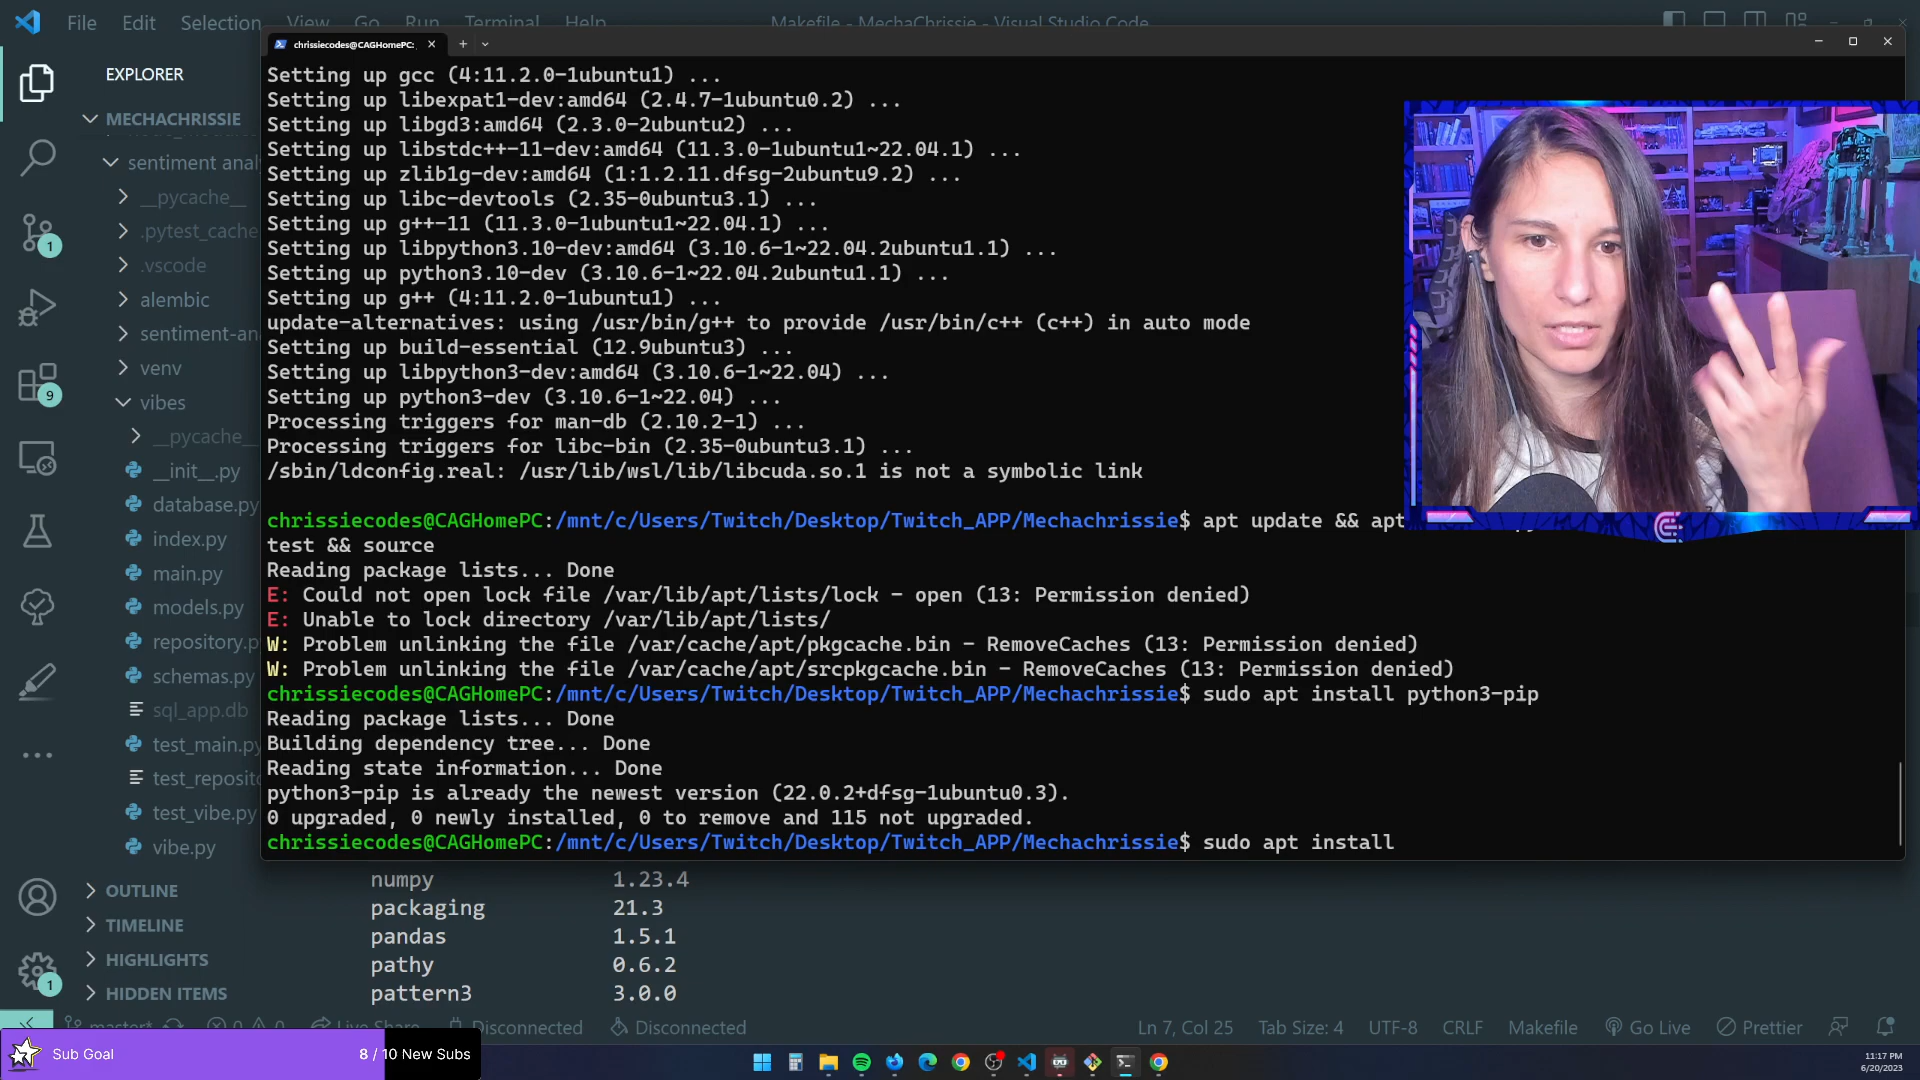 File Edit Selection View Go Run Terminal Help
Makefile - MechaChrissie - Visual Studio Code
chrissiecodes@CAGHomePC:
EXPLORER
MECHACHRISSIE
sentiment anal
__pycache__
.pytest_cache
.vscode
alembic
sentiment-an
venv
vibes
__pycache__
__init__.py
database.py
index.py
main.py
models.py
repository.p
schemas.py
sql_app.db
test_main.py
test_reposito
test_vibe.py
vibe.py
OUTLINE
TIMELINE
HIGHLIGHTS
HIDDEN ITEMS
1
9
1
Setting up gcc (4:11.2.0-1ubuntu1) ...
Setting up libexpat1-dev:amd64 (2.4.7-1ubuntu0.2) ...
Setting up libgd3:amd64 (2.3.0-2ubuntu2) ...
Setting up libstdc++-11-dev:amd64 (11.3.0-1ubuntu1~22.04.1) ...
Setting up zlib1g-dev:amd64 (1:1.2.11.dfsg-2ubuntu9.2) ...
Setting up libc-devtools (2.35-0ubuntu3.1) ...
Setting up g++-11 (11.3.0-1ubuntu1~22.04.1) ...
Setting up libpython3.10-dev:amd64 (3.10.6-1~22.04.2ubuntu1.1) ...
Setting up python3.10-dev (3.10.6-1~22.04.2ubuntu1.1) ...
Setting up g++ (4:11.2.0-1ubuntu1) ...
update-alternatives: using /usr/bin/g++ to provide /usr/bin/c++ (c++) in auto mode
Setting up build-essential (12.9ubuntu3) ...
Setting up libpython3-dev:amd64 (3.10.6-1~22.04) ...
Setting up python3-dev (3.10.6-1~22.04) ...
Processing triggers for man-db (2.10.2-1) ...
Processing triggers for libc-bin (2.35-0ubuntu3.1) ...
/sbin/ldconfig.real: /usr/lib/wsl/lib/libcuda.so.1 is not a symbolic link
chrissiecodes@CAGHomePC:/mnt/c/Users/Twitch/Desktop/Twitch_APP/Mechachrissie$ apt update && apt
test && source
Reading package lists... Done
E: Could not open lock file /var/lib/apt/lists/lock - open (13: Permission denied)
E: Unable to lock directory /var/lib/apt/lists/
W: Problem unlinking the file /var/cache/apt/pkgcache.bin - RemoveCaches (13: Permission denied)
W: Problem unlinking the file /var/cache/apt/srcpkgcache.bin - RemoveCaches (13: Permission denied)
chrissiecodes@CAGHomePC:/mnt/c/Users/Twitch/Desktop/Twitch_APP/Mechachrissie$ sudo apt install python3-pip
Reading package lists... Done
Building dependency tree... Done
Reading state information... Done
python3-pip is already the newest version (22.0.2+dfsg-1ubuntu0.3).
0 upgraded, 0 newly installed, 0 to remove and 115 not upgraded.
chrissiecodes@CAGHomePC:/mnt/c/Users/Twitch/Desktop/Twitch_APP/Mechachrissie$ sudo apt install
numpy 1.23.4
packaging 21.3
pandas 1.5.1
pathy 0.6.2
pattern3 3.0.0
master* 0 0 Live Share Disconnected Disconnected
Ln 7, Col 25 Tab Size: 4 UTF-8 CRLF Makefile Go Live Prettier
Sub Goal 8 / 10 New Subs
11:17 PM
6/20/2023